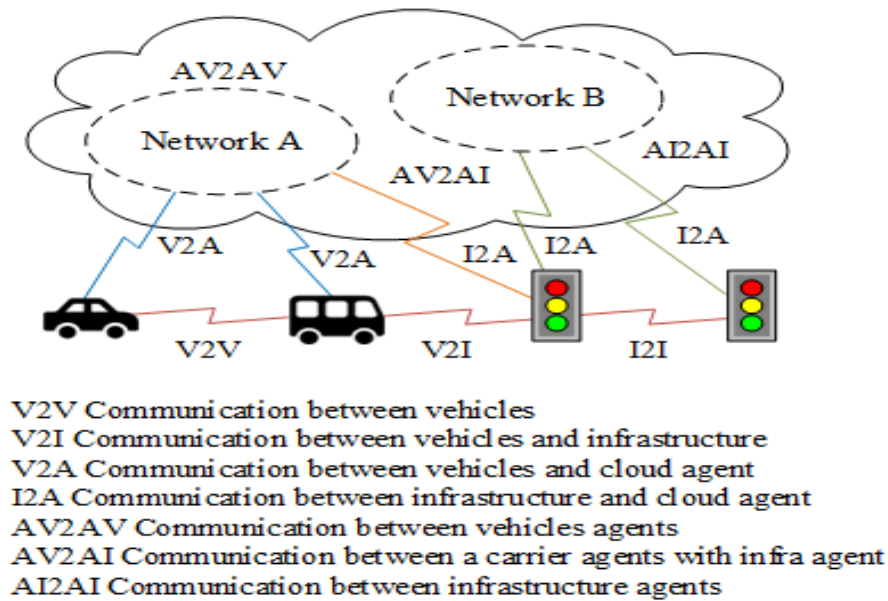 AV2AV
Network B
Network A
AI2AI
AV2AI
V2A
V2A
I2A
I2A
I2A
V2V
V2I
I2I
V2V Communication between vehicles
V2I Communication between vehicles and infrastructure
V2A Communication between vehicles and cloud agent
I2A Communication between infrastructure and cloud agent
AV2AV Communication between vehicles agents
AV2AI Communication between a carrier agents with infra agent
AI2AI Communication between infrastructure agents